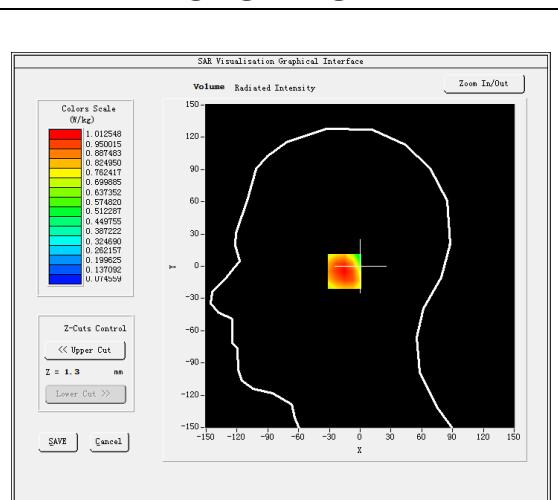 SAR Visualisation Graphical Interface
Volume Radiated Intensity
Zoom In/Out
Colors Scale
(W/kg)
1.012548
0.950015
0.887483
0.824950
0.762417
0.699885
0.637352
0.574820
0.512287
0.449755
0.387222
0.324690
0.262157
0.199625
0.137092
0.074559
Z-Cuts Control
<< Upper Cut
Z = 1.3 mm
Lower Cut >>
SAVE Cancel
150
120
90
60
30
0
-30
-60
-90
-120
-150
Y
-150 -120 -90 -60 -30 0 30 60 90 120 150
X